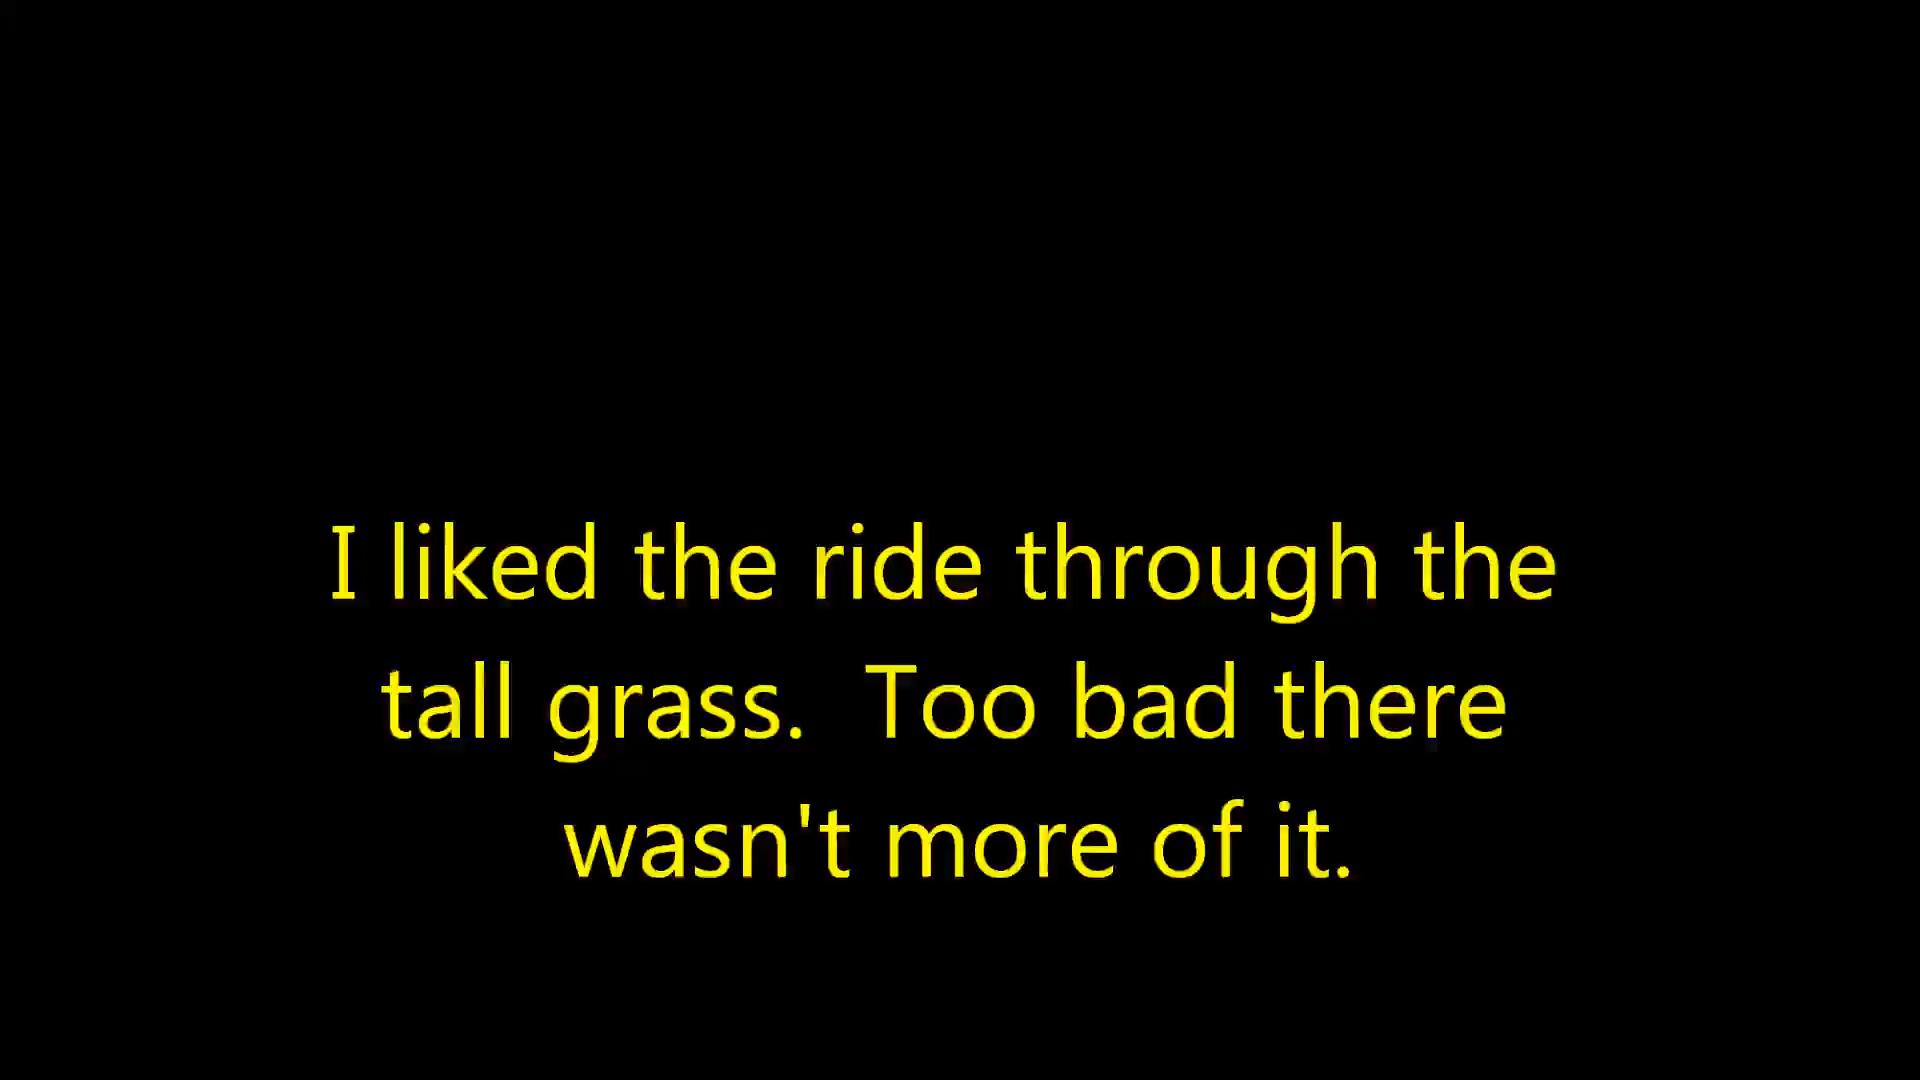 I liked the ride through the
tall grass.  Too bad there
wasn't more of it.